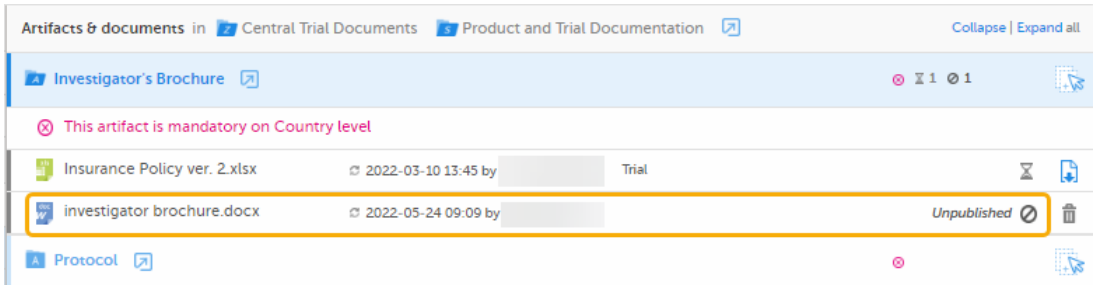 Artifacts & documents in Z Central Trial Documents S Product and Trial Documentation Collapse | Expand all
A Investigator's Brochure 1 1
This artifact is mandatory on Country level
Insurance Policy ver. 2.xlsx 2022-03-10 13:45 by Trial
investigator brochure.docx 2022-05-24 09:09 by Unpublished
A Protocol